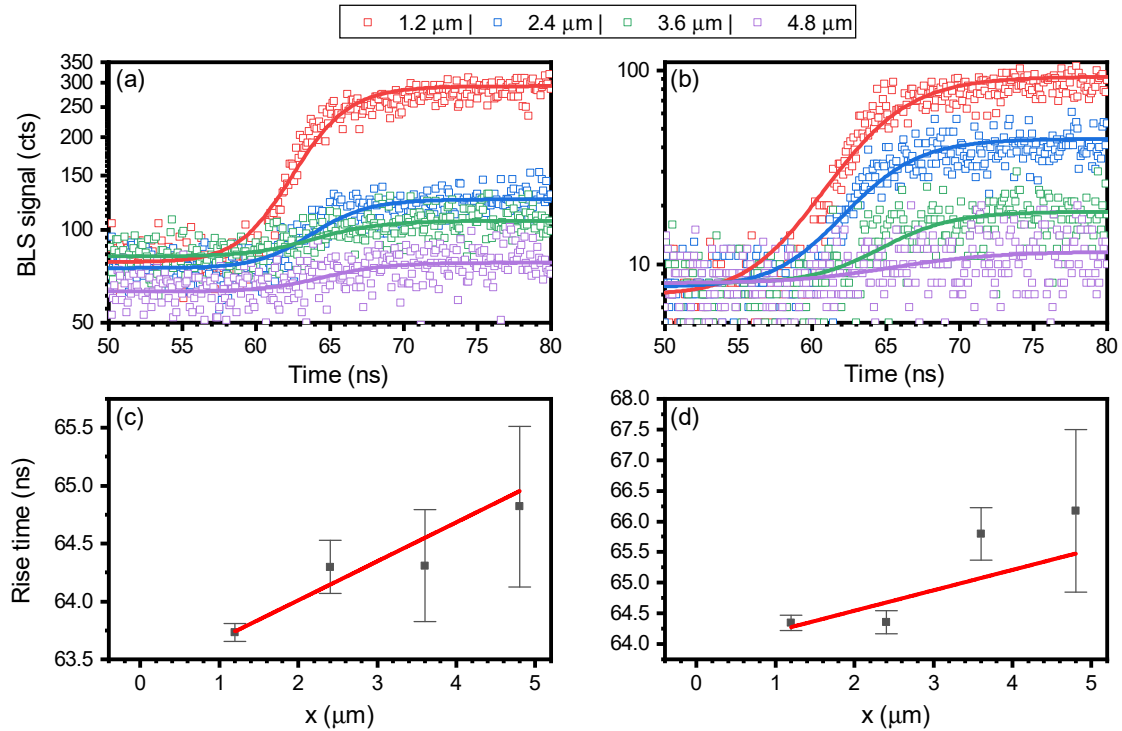 1.2 μm | 2.4 μm | 3.6 μm | 4.8 μm
(a)
350
300
250
200
150
100
50
BLS signal (cts)
50 55 60 65 70 75 80
Time (ns)
(b)
100
10
50 55 60 65 70 75 80
Time (ns)
(c)
65.5
65.0
64.5
64.0
63.5
Rise time (ns)
0 1 2 3 4 5
x (μm)
(d)
68.0
67.5
67.0
66.5
66.0
65.5
65.0
64.5
64.0
0 1 2 3 4 5
x (μm)